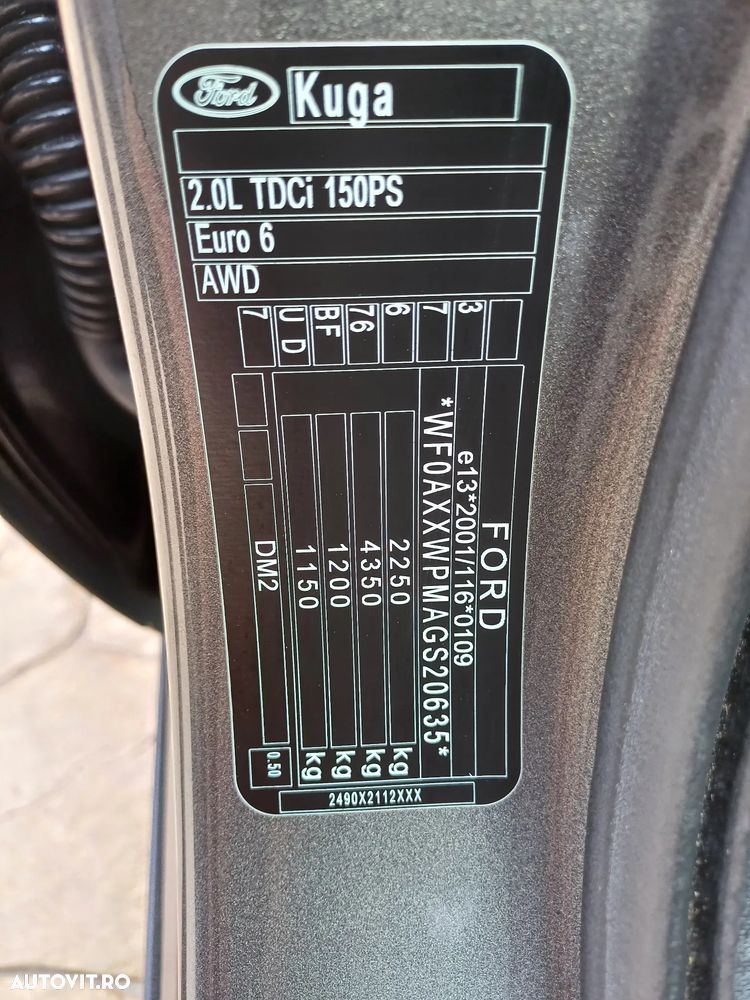 Ford
Kuga
2.0L TDCi 150PS
Euro 6
AWD
7
U D
BF
76
6
7
3
FORD
e13*2001/116*0109
*WF0AXXWPMAGS20635*
2250 kg
4350 kg
1200 kg
1150 kg
DM2
0.50
2490X2112XXX
AUTOVIT.RO